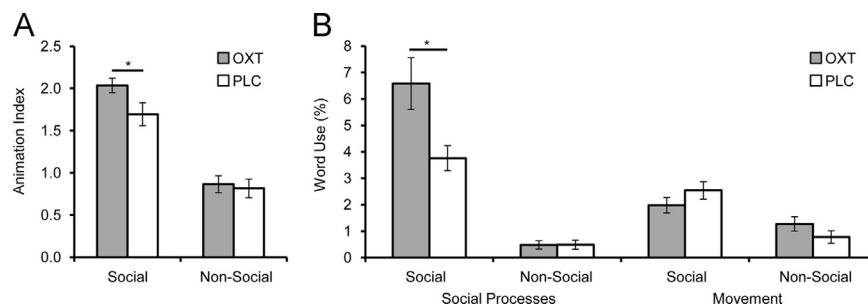 A
Animation Index
2.5
2.0
1.5
1.0
0.5
0.0
*
OXT
PLC
Social
Non-Social
B
Word Use (%)
8
7
6
5
4
3
2
1
0
*
OXT
PLC
Social
Non-Social
Social
Non-Social
Social Processes
Movement